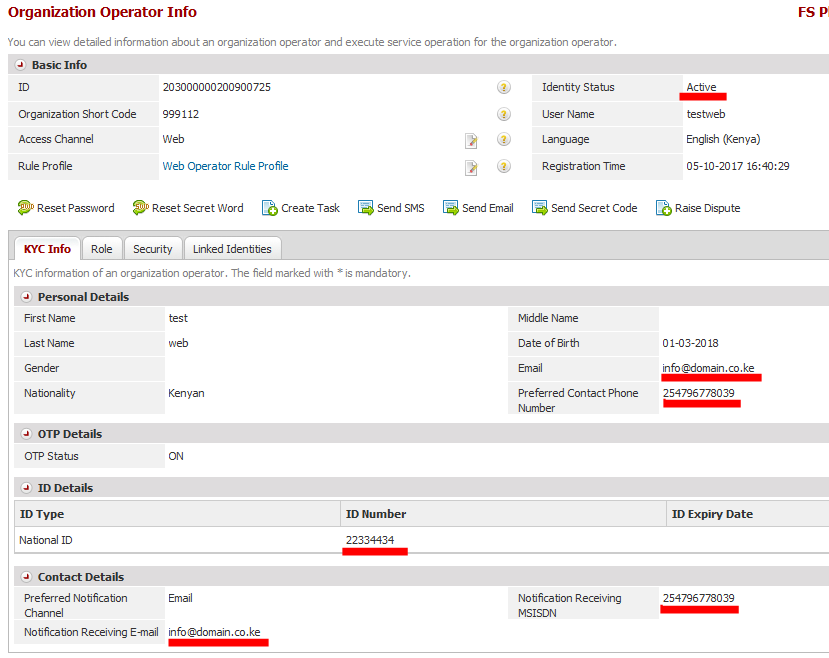 Organization Operator Info FS P
You can view detailed information about an organization operator and execute service operation for the organization operator.
Basic Info
ID 203000000200900725 Identity Status Active
Organization Short Code 999112 User Name testweb
Access Channel Web Language English (Kenya)
Rule Profile Web Operator Rule Profile Registration Time 05-10-2017 16:40:29
Reset Password Reset Secret Word Create Task Send SMS Send Email Send Secret Code Raise Dispute
KYC Info Role Security Linked Identities
KYC information of an organization operator. The field marked with * is mandatory.
Personal Details
First Name test Middle Name
Last Name web Date of Birth 01-03-2018
Gender Email info@domain.co.ke
Nationality Kenyan Preferred Contact Phone Number 254796778039
OTP Details
OTP Status ON
ID Details
ID Type ID Number ID Expiry Date
National ID 22334434
Contact Details
Preferred Notification Channel Email Notification Receiving MSISDN 254796778039
Notification Receiving E-mail info@domain.co.ke